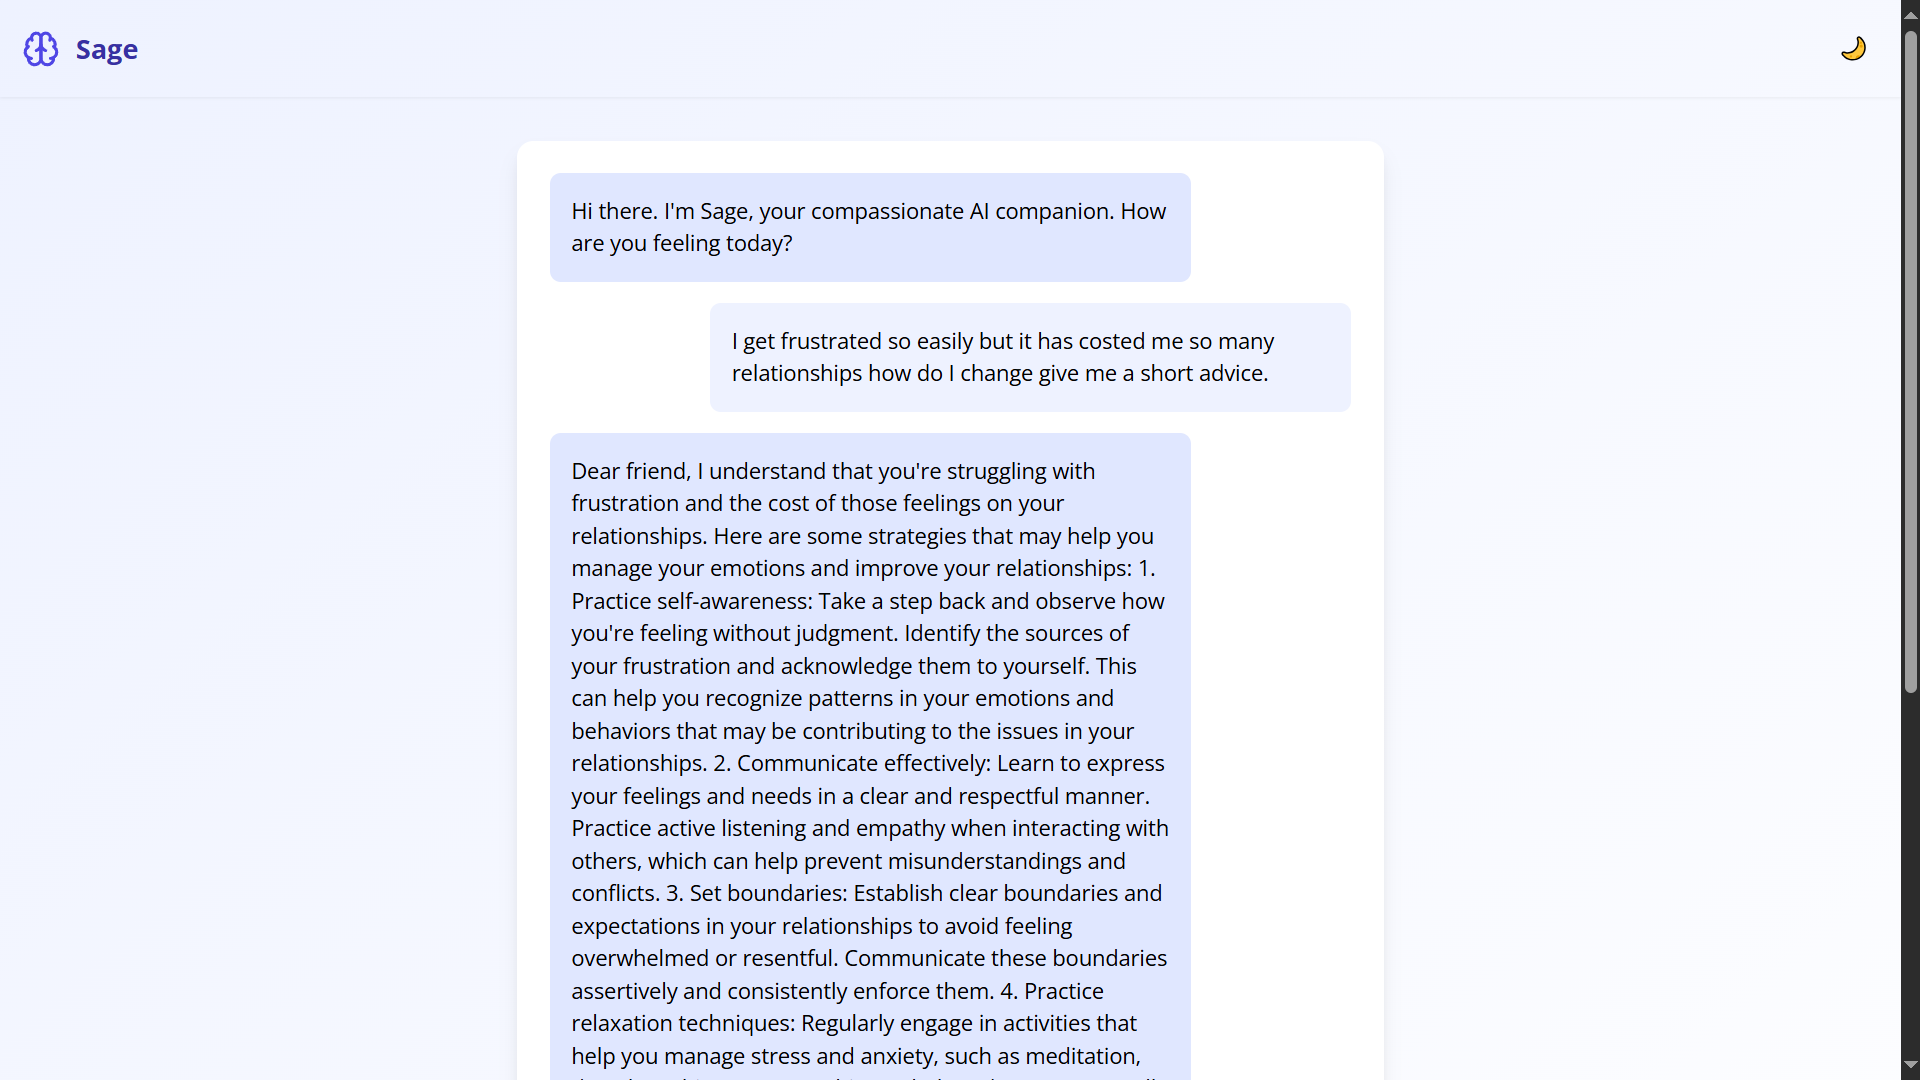 Sage
Hi there. I'm Sage, your compassionate AI companion. How
are you feeling today?
I get frustrated so easily but it has costed me so many
relationships how do I change give me a short advice.
Dear friend, I understand that you're struggling with
frustration and the cost of those feelings on your
relationships. Here are some strategies that may help you
manage your emotions and improve your relationships: 1.
Practice self-awareness: Take a step back and observe how
you're feeling without judgment. Identify the sources of
your frustration and acknowledge them to yourself. This
can help you recognize patterns in your emotions and
behaviors that may be contributing to the issues in your
relationships. 2. Communicate effectively: Learn to express
your feelings and needs in a clear and respectful manner.
Practice active listening and empathy when interacting with
others, which can help prevent misunderstandings and
conflicts. 3. Set boundaries: Establish clear boundaries and
expectations in your relationships to avoid feeling
overwhelmed or resentful. Communicate these boundaries
assertively and consistently enforce them. 4. Practice
relaxation techniques: Regularly engage in activities that
help you manage stress and anxiety, such as meditation,